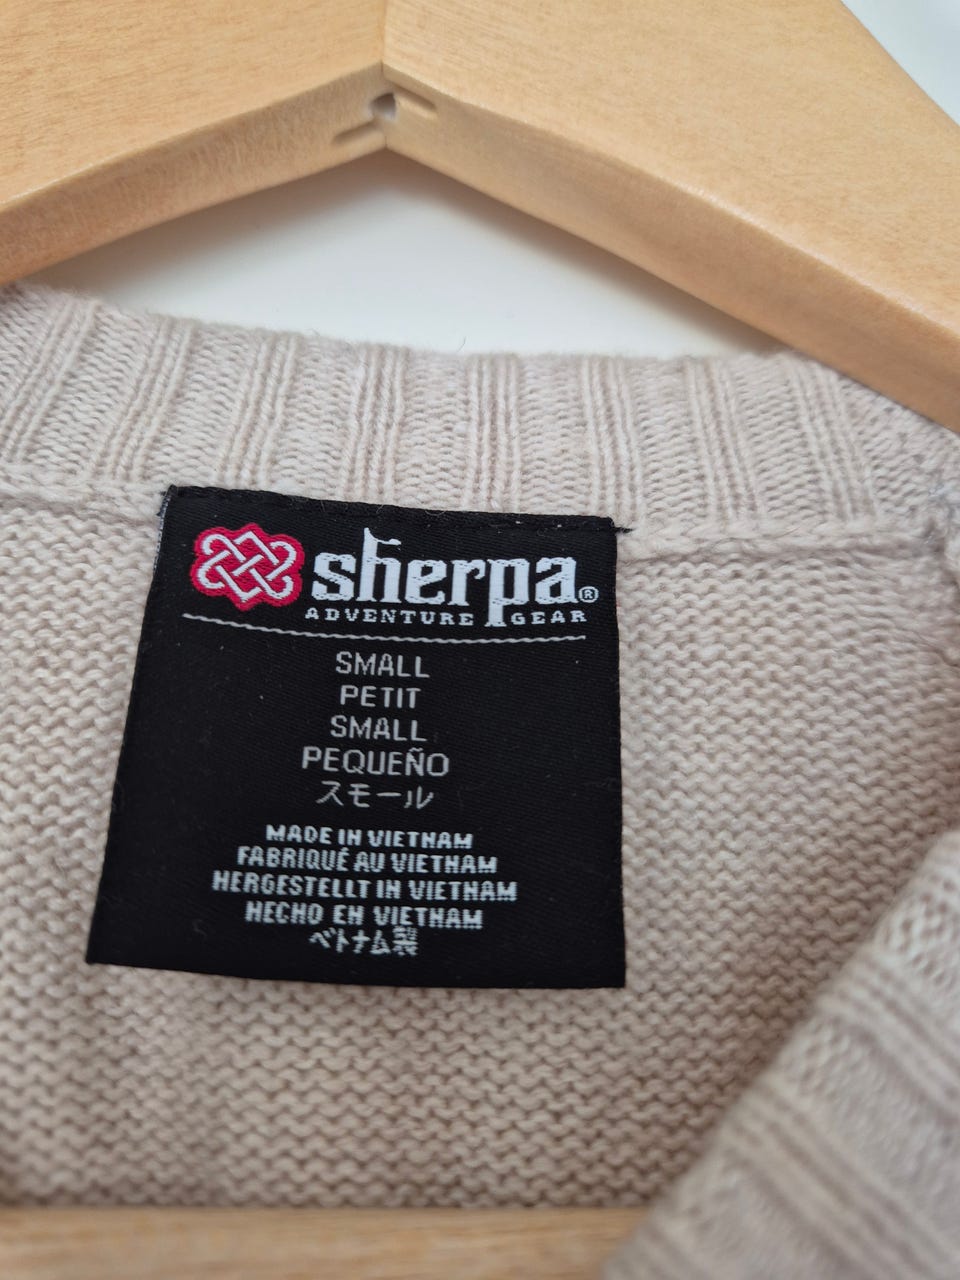 sherpa®
ADVENTURE GEAR
SMALL
PETIT
SMALL
PEQUEÑO
スモール
MADE IN VIETNAM
FABRIQUÉ AU VIETNAM
HERGESTELLT IN VIETNAM
HECHO EN VIETNAM
ベトナム製